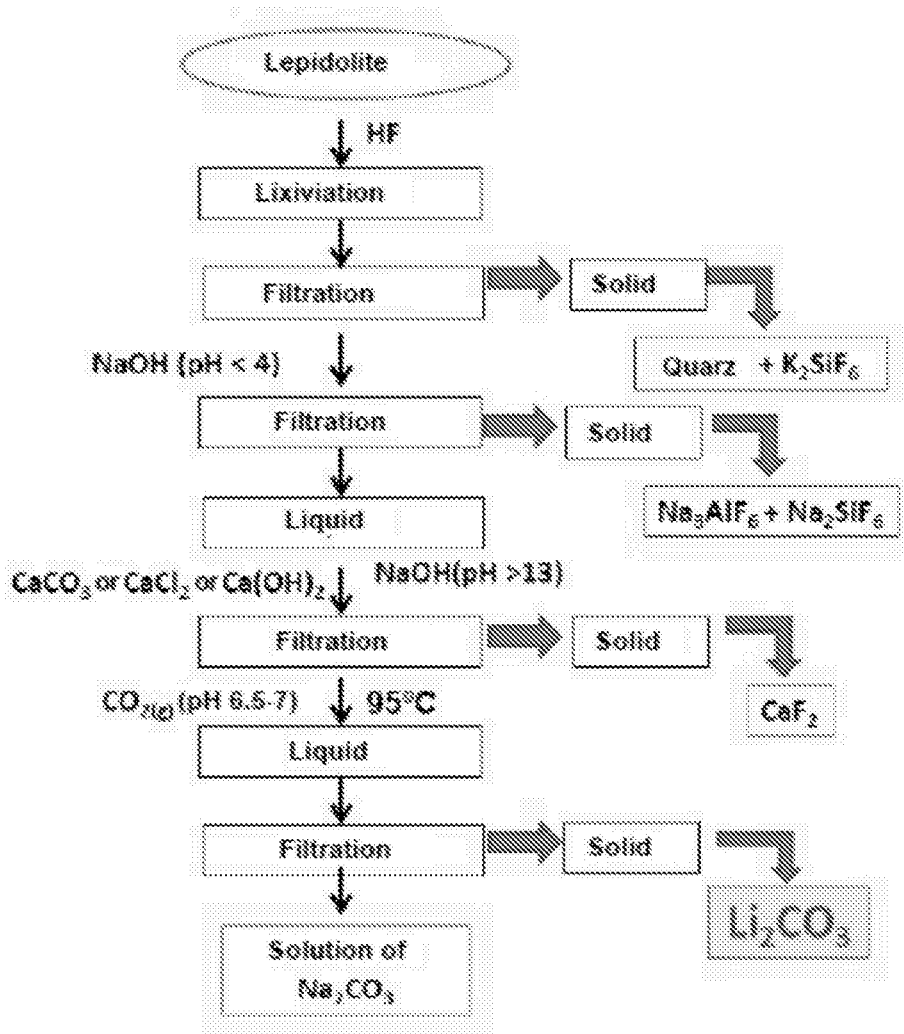 Lepidolite
HF
Lixiviation
Filtration
Solid
NaOH (pH < 4)
Quarz + K₂SiF₆
Filtration
Solid
Liquid
Na₃AlF₆ + Na₂SiF₆
CaCO₃ or CaCl₂ or Ca(OH)₂
NaOH(pH >13)
Filtration
Solid
CO₂(g) (pH 6.5-7)
95°C
CaF₂
Liquid
Filtration
Solid
Li₂CO₃
Solution of
Na₂CO₃